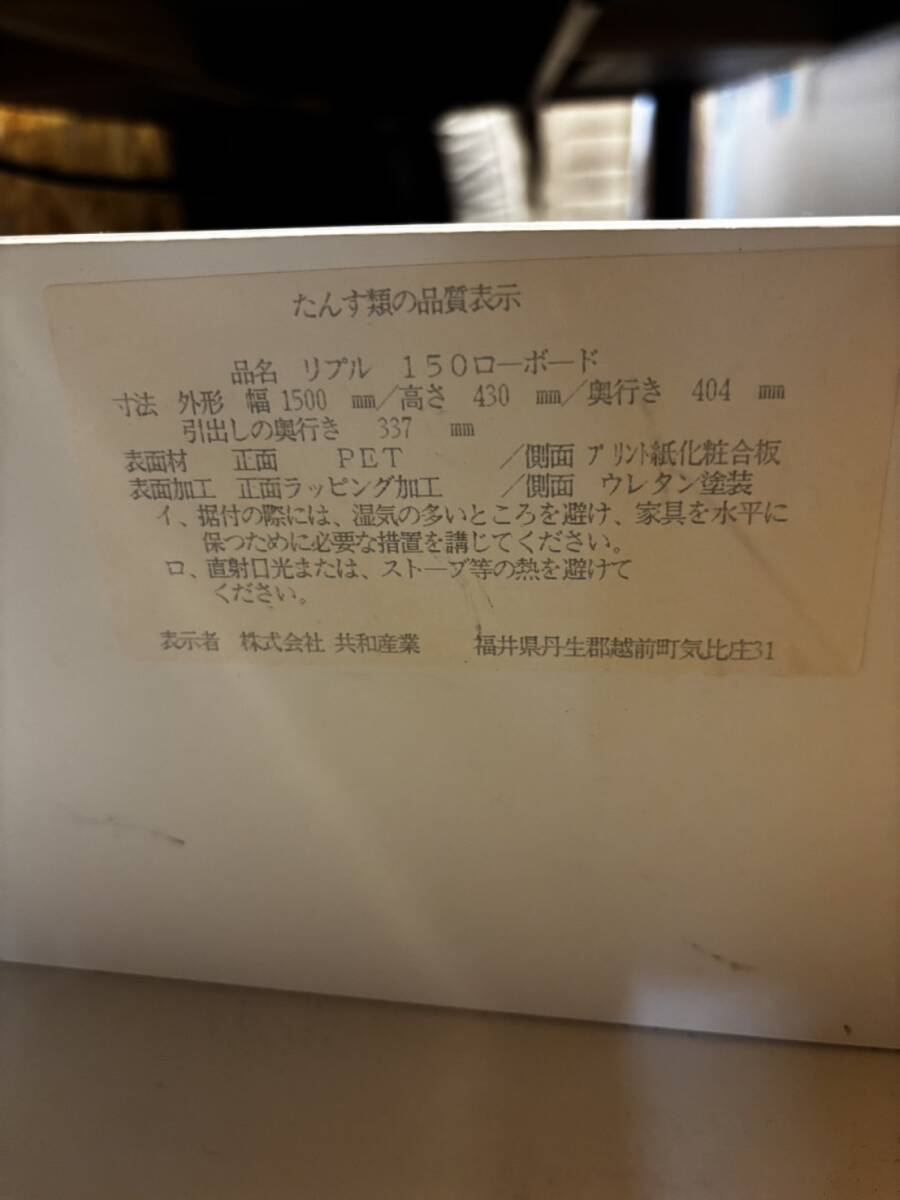 たんす類の品質表示
品名　リプル　１５０ローボード
寸法　外形　幅 1500　㎜／高さ　430　㎜／奥行き　404　㎜
引出しの奥行き　337　㎜
表面材　正面　ＰＥＴ　／側面　ﾌﾟﾘﾝﾄ紙化粧合板
表面加工　正面ラッピング加工　／側面　ウレタン塗装
イ、据付の際には、湿気の多いところを避け、家具を水平に
保つために必要な措置を講じてください。
ロ、直射日光または、ストーブ等の熱を避けて
ください。
表示者　株式会社 共和産業　福井県丹生郡越前町気比庄31